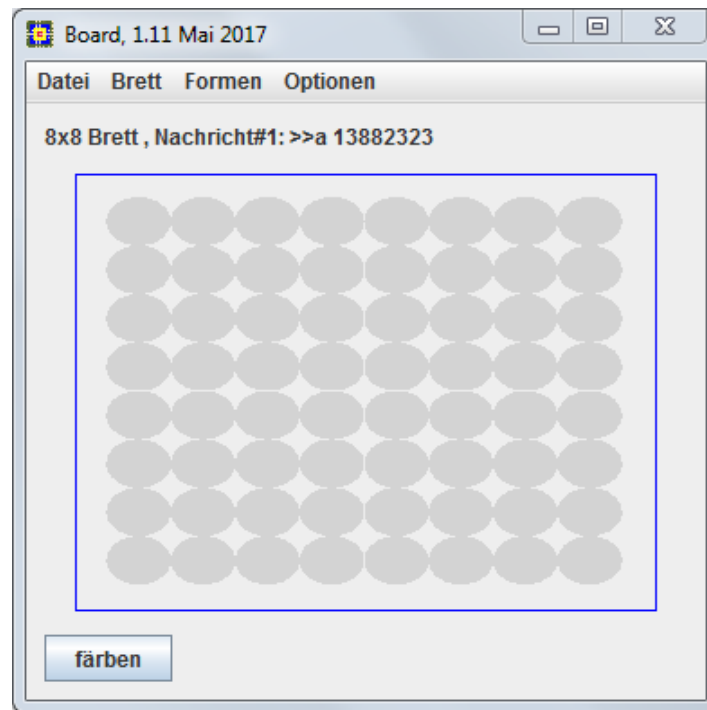 Board, 1.11 Mai 2017
Datei Brett Formen Optionen
8x8 Brett , Nachricht#1: >>a 13882323
färben